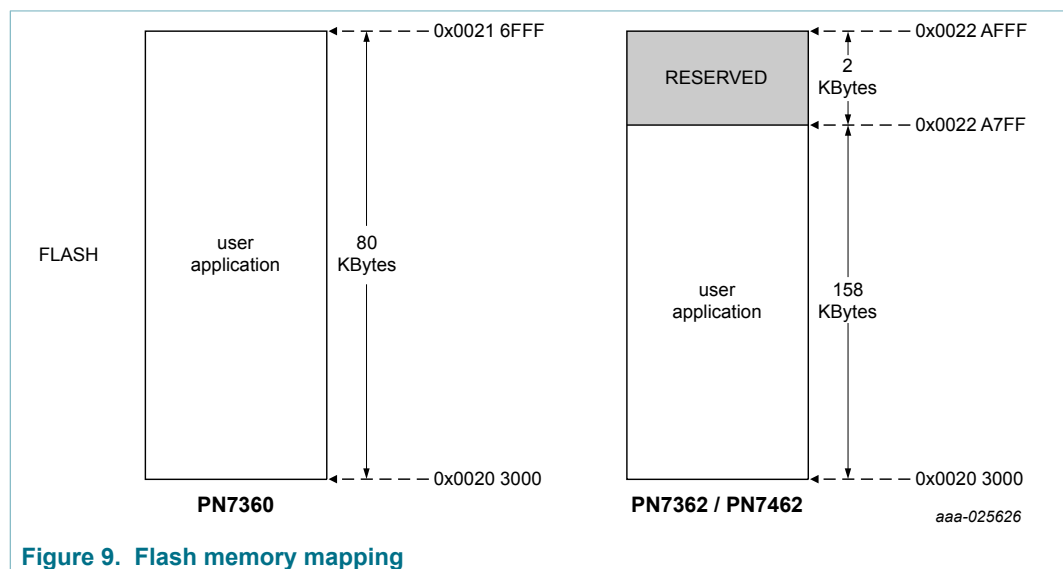 FLASH
0x0021 6FFF
user
application
80
KBytes
0x0020 3000
PN7360
0x0022 AFFF
RESERVED
2
KBytes
0x0022 A7FF
user
application
158
KBytes
0x0020 3000
PN7362 / PN7462
aaa-025626
Figure 9. Flash memory mapping